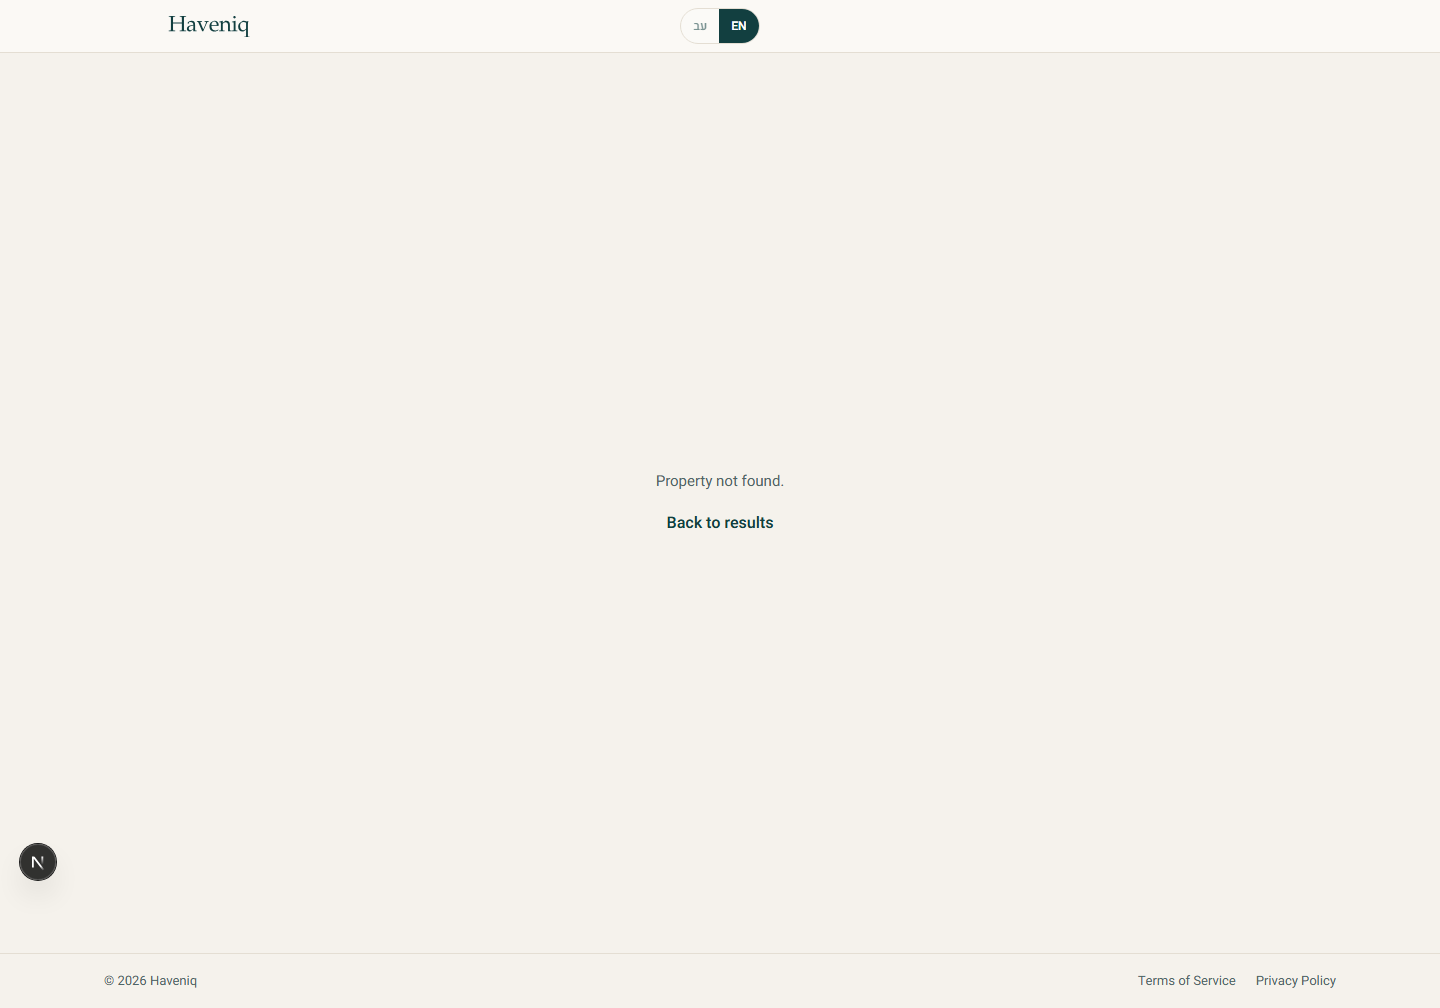 Haveniq
עב EN
Property not found.
Back to results
N
© 2026 Haveniq
Terms of Service Privacy Policy